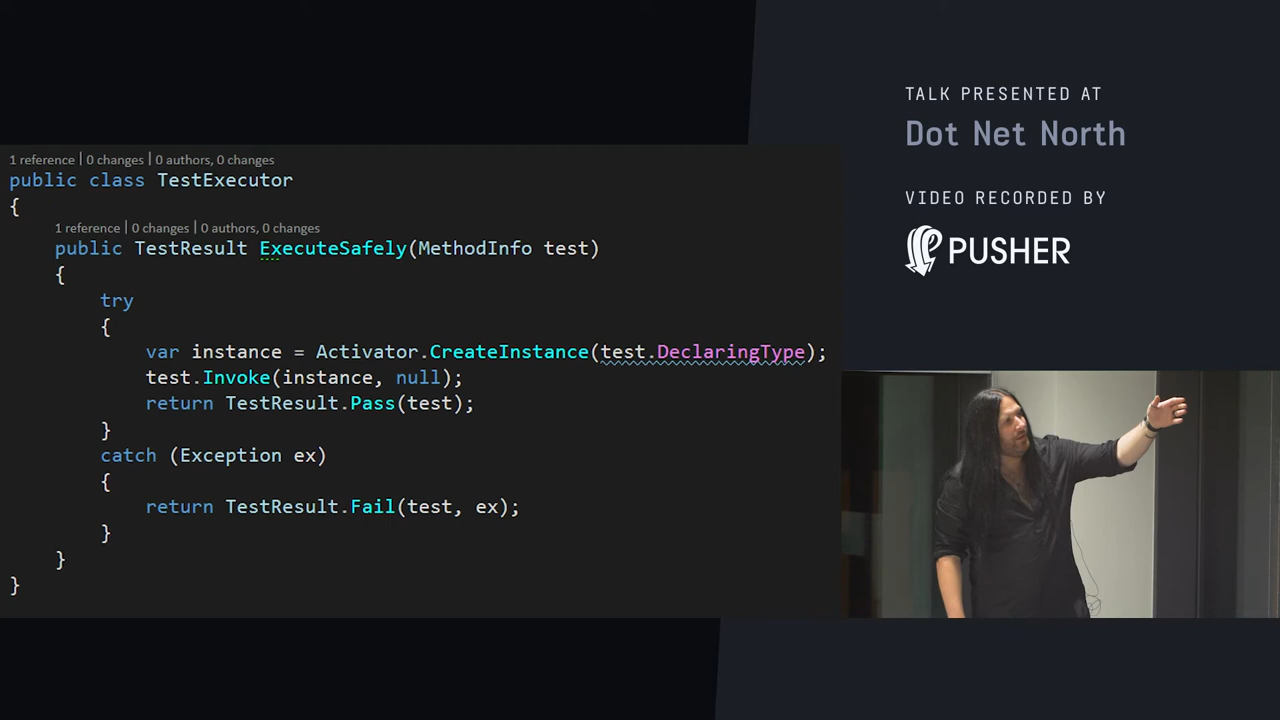 1 reference | 0 changes | 0 authors, 0 changes
public class TestExecutor
{
1 reference | 0 changes | 0 authors, 0 changes
public TestResult ExecuteSafely(MethodInfo test)
{
try
{
var instance = Activator.CreateInstance(test.DeclaringType);
test.Invoke(instance, null);
return TestResult.Pass(test);
}
catch (Exception ex)
{
return TestResult.Fail(test, ex);
}
}
}
TALK PRESENTED AT
Dot Net North
VIDEO RECORDED BY
PUSHER